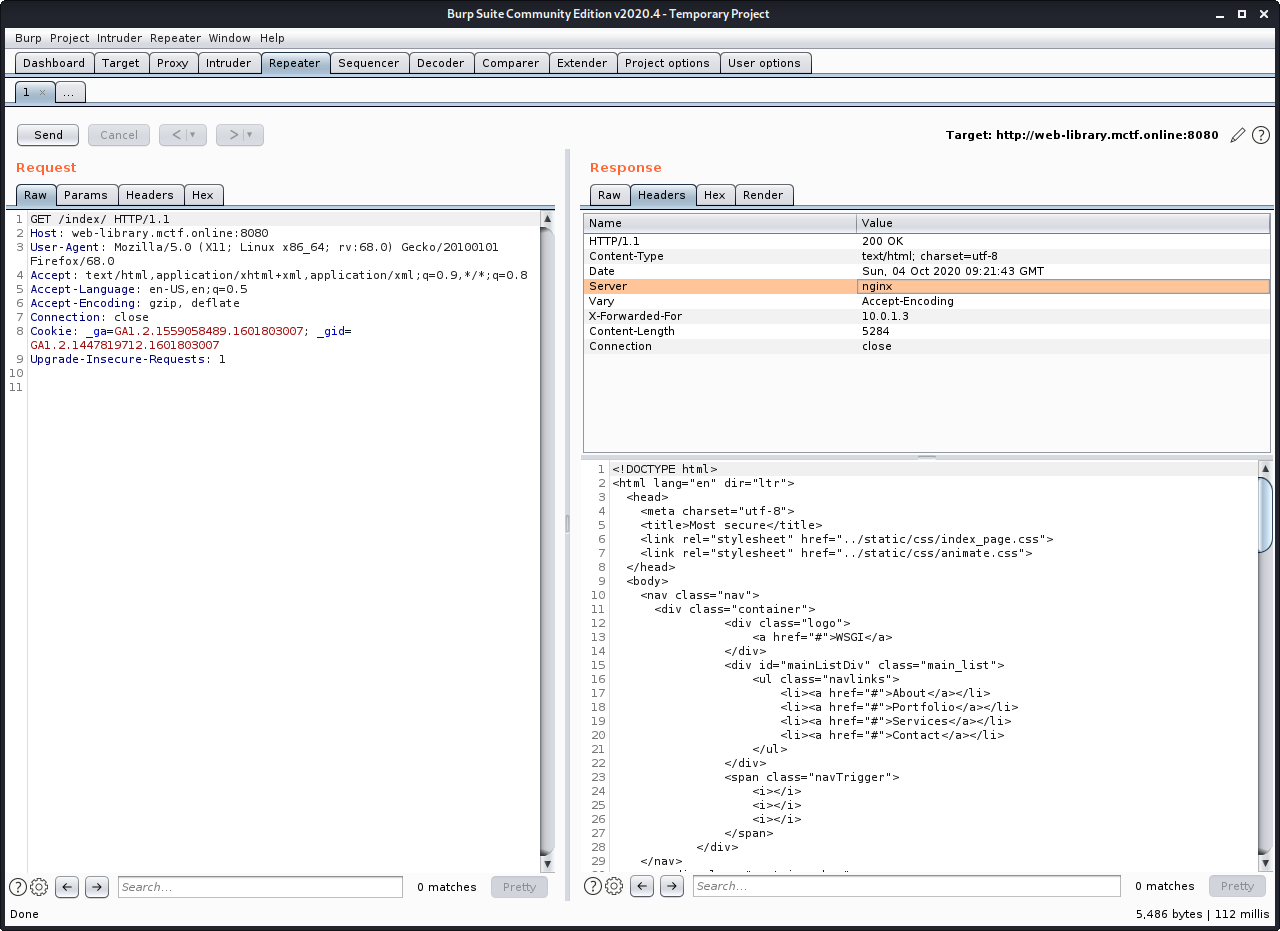 Burp Suite Community Edition v2020.4 - Temporary Project
Burp Project Intruder Repeater Window Help
Dashboard Target Proxy Intruder Repeater Sequencer Decoder Comparer Extender Project options User options
1 × ...
Send Cancel < > Target: http://web-library.mctf.online:8080
Request
Raw Params Headers Hex
1 GET /index/ HTTP/1.1
2 Host: web-library.mctf.online:8080
3 User-Agent: Mozilla/5.0 (X11; Linux x86_64; rv:68.0) Gecko/20100101
Firefox/68.0
4 Accept: text/html,application/xhtml+xml,application/xml;q=0.9,*/*;q=0.8
5 Accept-Language: en-US,en;q=0.5
6 Accept-Encoding: gzip, deflate
7 Connection: close
8 Cookie: _ga=GA1.2.1559058489.1601803007; _gid=
GA1.2.1447819712.1601803007
9 Upgrade-Insecure-Requests: 1
10
11
Search... 0 matches Pretty
Response
Raw Headers Hex Render
Name Value
HTTP/1.1 200 OK
Content-Type text/html; charset=utf-8
Date Sun, 04 Oct 2020 09:21:43 GMT
Server nginx
Vary Accept-Encoding
X-Forwarded-For 10.0.1.3
Content-Length 5284
Connection close
1 <!DOCTYPE html>
2 <html lang="en" dir="ltr">
3 <head>
4 <meta charset="utf-8">
5 <title>Most secure</title>
6 <link rel="stylesheet" href="../static/css/index_page.css">
7 <link rel="stylesheet" href="../static/css/animate.css">
8 </head>
9 <body>
10 <nav class="nav">
11 <div class="container">
12 <div class="logo">
13 <a href="#">WSGI</a>
14 </div>
15 <div id="mainListDiv" class="main_list">
16 <ul class="navlinks">
17 <li><a href="#">About</a></li>
18 <li><a href="#">Portfolio</a></li>
19 <li><a href="#">Services</a></li>
20 <li><a href="#">Contact</a></li>
21 </ul>
22 </div>
23 <span class="navTrigger">
24 <i></i>
25 <i></i>
26 <i></i>
27 </span>
28 </div>
29 </nav>
Search... 0 matches Pretty
Done 5,486 bytes | 112 millis